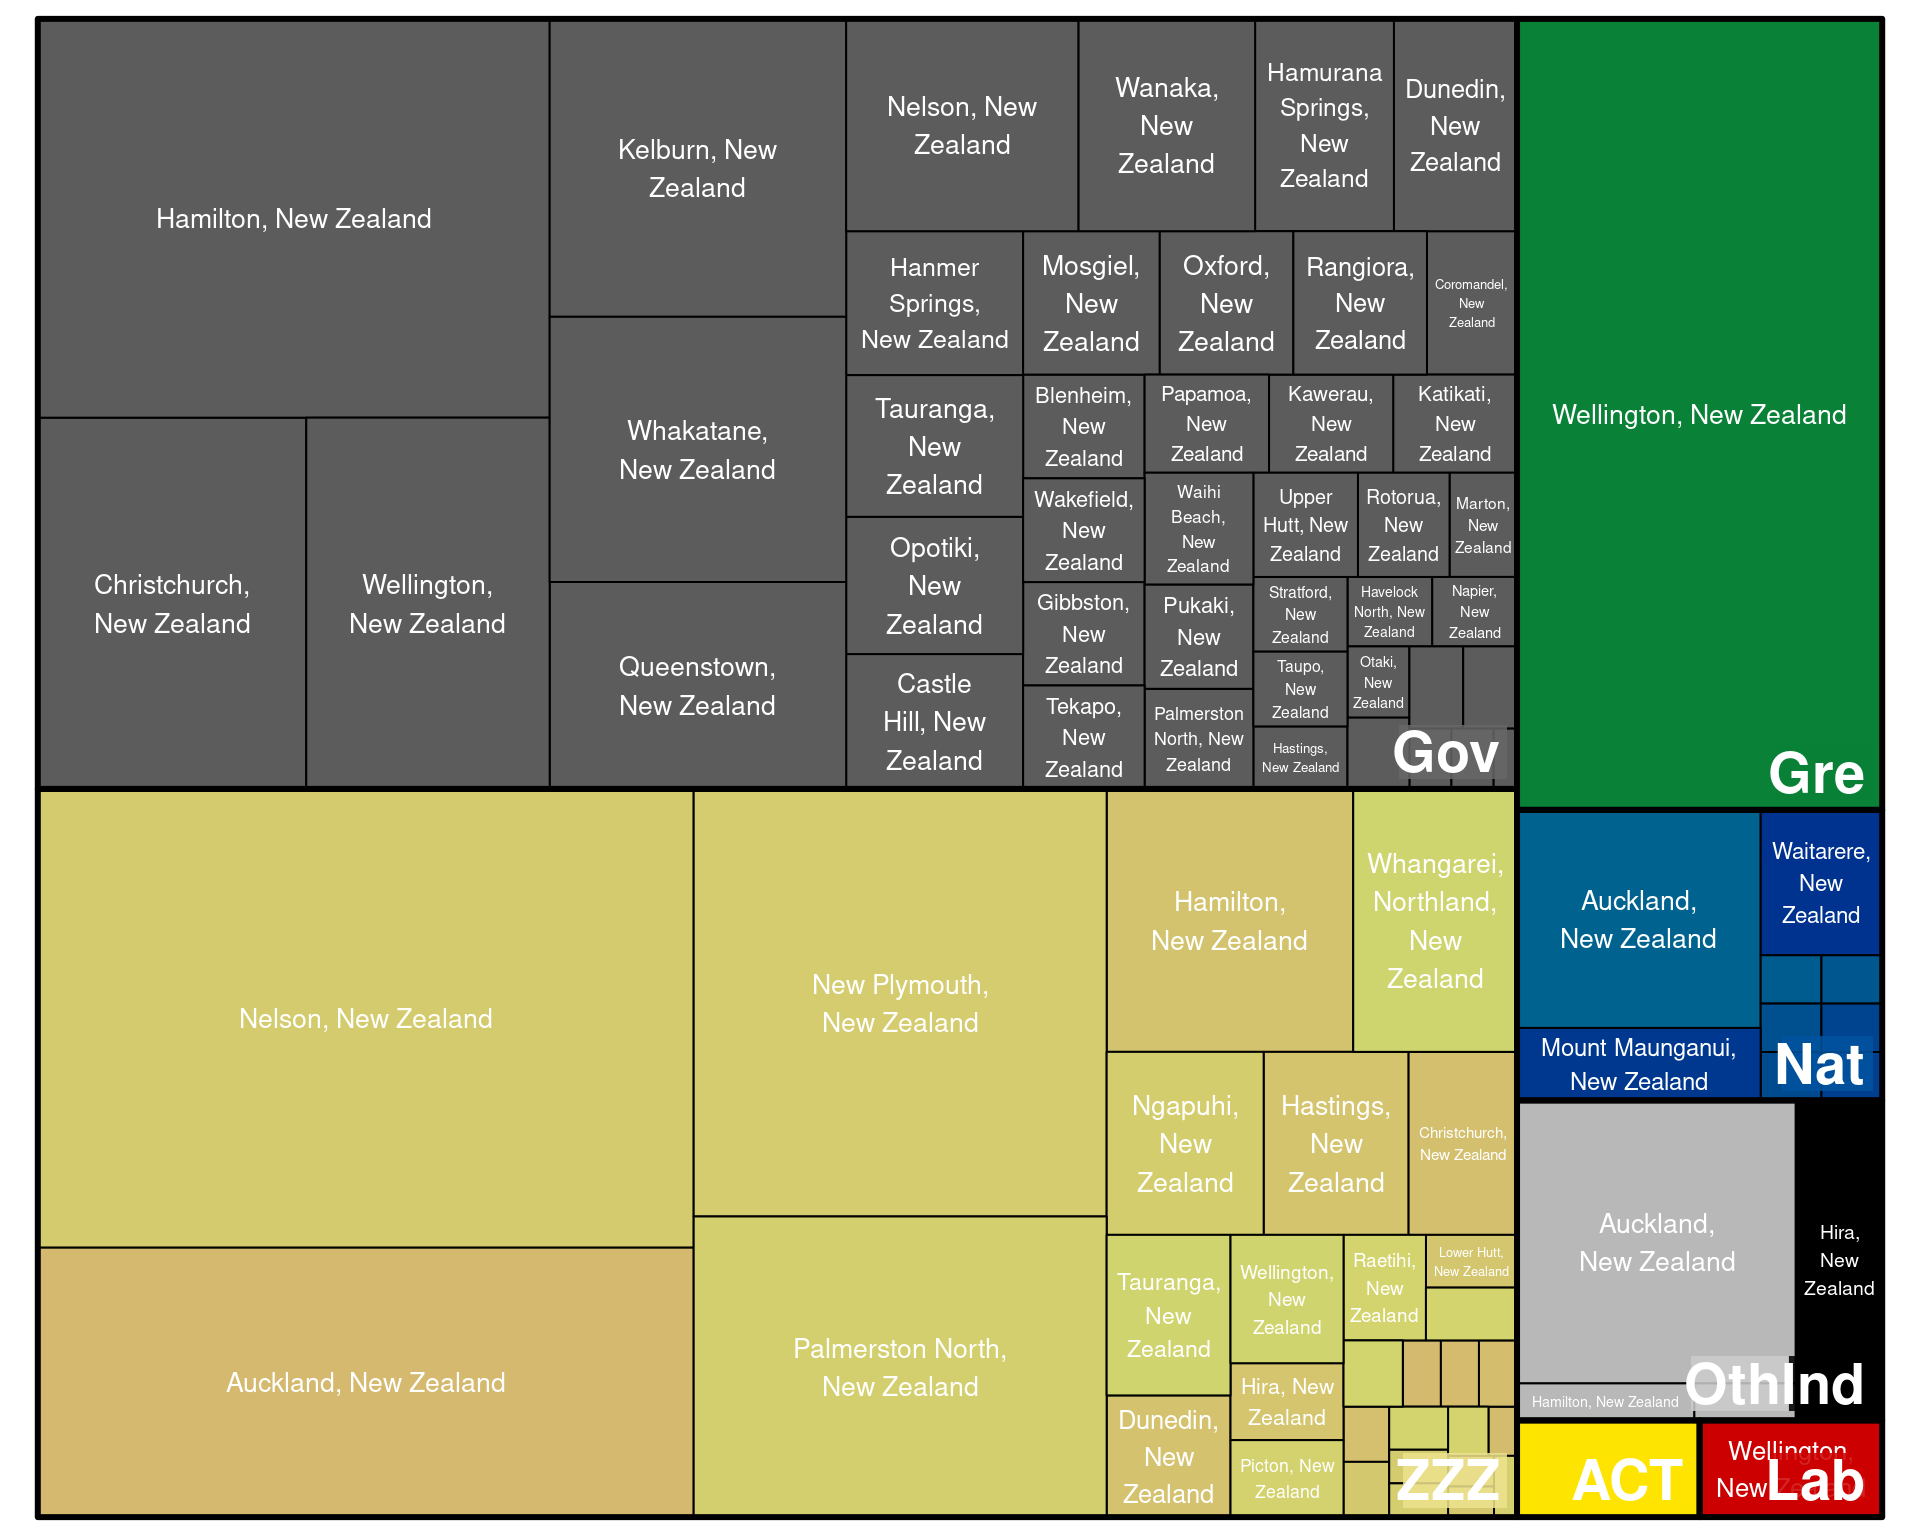 Hamilton, New Zealand
Christchurch,
New Zealand
Wellington,
New Zealand
Kelburn, New
Zealand
Whakatane,
New Zealand
Queenstown,
New Zealand
Nelson, New
Zealand
Wanaka,
New
Zealand
Hamurana
Springs,
New
Zealand
Dunedin,
New
Zealand
Hanmer
Springs,
New Zealand
Mosgiel,
New
Zealand
Oxford,
New
Zealand
Rangiora,
New
Zealand
Coromandel,
New
Zealand
Tauranga,
New
Zealand
Opotiki,
New
Zealand
Castle
Hill, New
Zealand
Blenheim,
New
Zealand
Wakefield,
New
Zealand
Gibbston,
New
Zealand
Tekapo,
New
Zealand
Papamoa,
New
Zealand
Kawerau,
New
Zealand
Katikati,
New
Zealand
Waihi
Beach,
New
Zealand
Pukaki,
New
Zealand
Palmerston
North, New
Zealand
Upper
Hutt, New
Zealand
Rotorua,
New
Zealand
Marton,
New
Zealand
Stratford,
New
Zealand
Havelock
North, New
Zealand
Napier,
New
Zealand
Taupo,
New
Zealand
Otaki,
New
Zealand
Hastings,
New Zealand
Gov
Wellington, New Zealand
Gre
Nelson, New Zealand
Auckland, New Zealand
New Plymouth,
New Zealand
Palmerston North,
New Zealand
Hamilton,
New Zealand
Whangarei,
Northland,
New
Zealand
Ngapuhi,
New
Zealand
Hastings,
New
Zealand
Christchurch,
New Zealand
Tauranga,
New
Zealand
Dunedin,
New
Zealand
Wellington,
New
Zealand
Hira, New
Zealand
Picton, New
Zealand
Raetihi,
New
Zealand
Lower Hutt,
New Zealand
ZZZ
Auckland,
New Zealand
Waitarere,
New
Zealand
Mount Maunganui,
New Zealand
Nat
Auckland,
New Zealand
Hira,
New
Zealand
Hamilton, New Zealand
OthInd
ACT
Wellington,
New Zealand
Lab